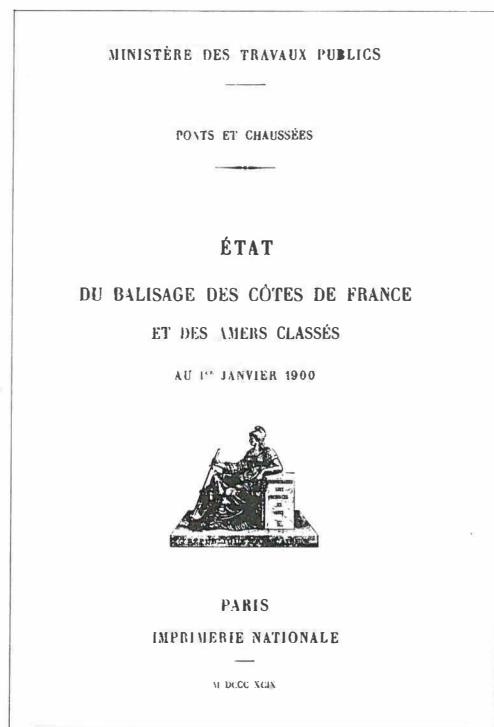 MINISTÈRE DES TRAVAUX PUBLICS
PONTS ET CHAUSSÉES
ÉTAT
DU BALISAGE DES CÔTES DE FRANCE
ET DES AMERS CLASSÉS
AU 1er JANVIER 1900
PARIS
IMPRIMERIE NATIONALE
M DCCC XCIX